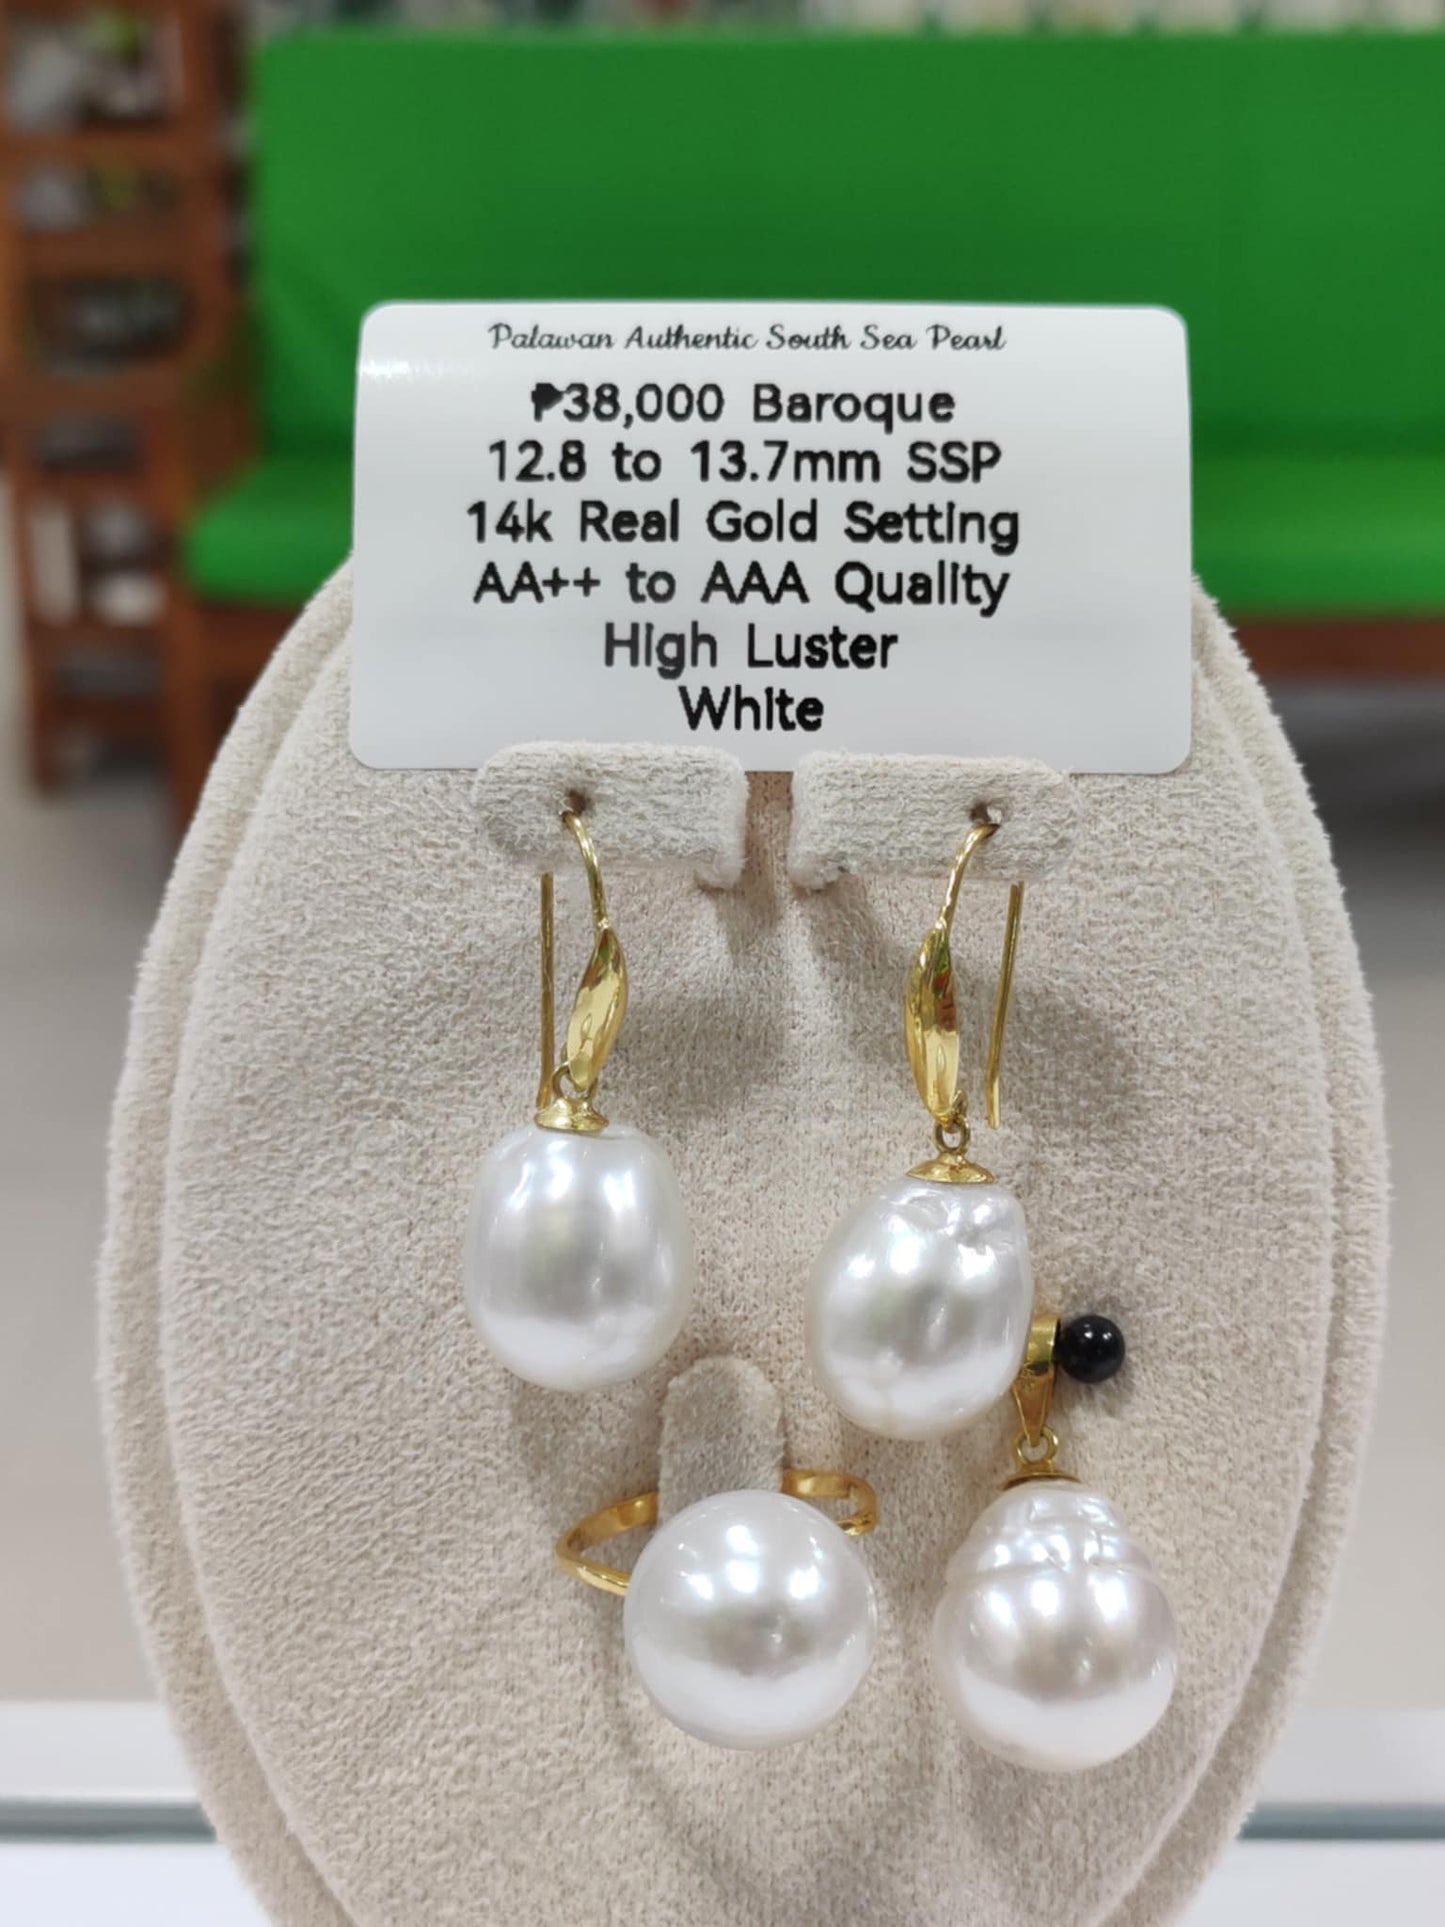 Palawan Authentic South Sea Pearl
₱38,000 Baroque
12.8 to 13.7mm SSP
14k Real Gold Setting
AA++ to AAA Quality
High Luster
White